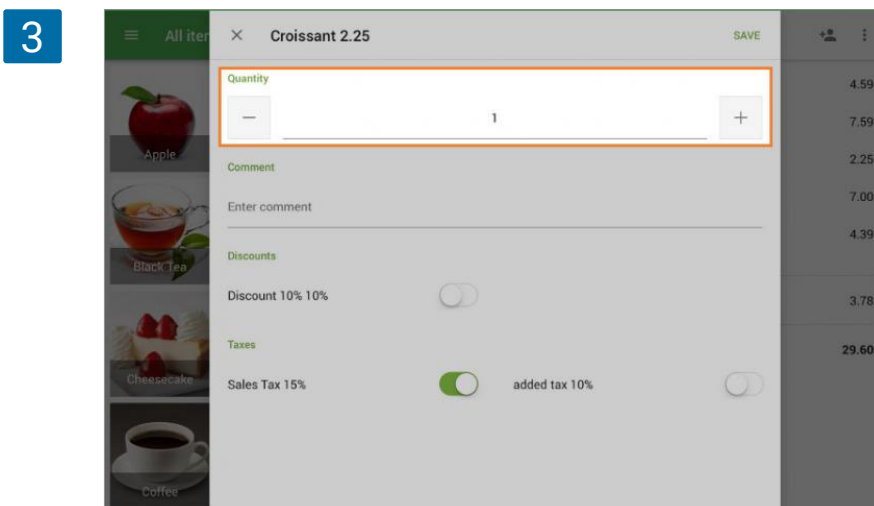 3
All iter
Croissant 2.25
SAVE
Quantity
1
Comment
Enter comment
Discounts
Discount 10% 10%
Taxes
Sales Tax 15%
added tax 10%
Apple
Black Tea
Cheesecake
Coffee
4.59
7.59
2.25
7.00
4.39
3.78
29.60